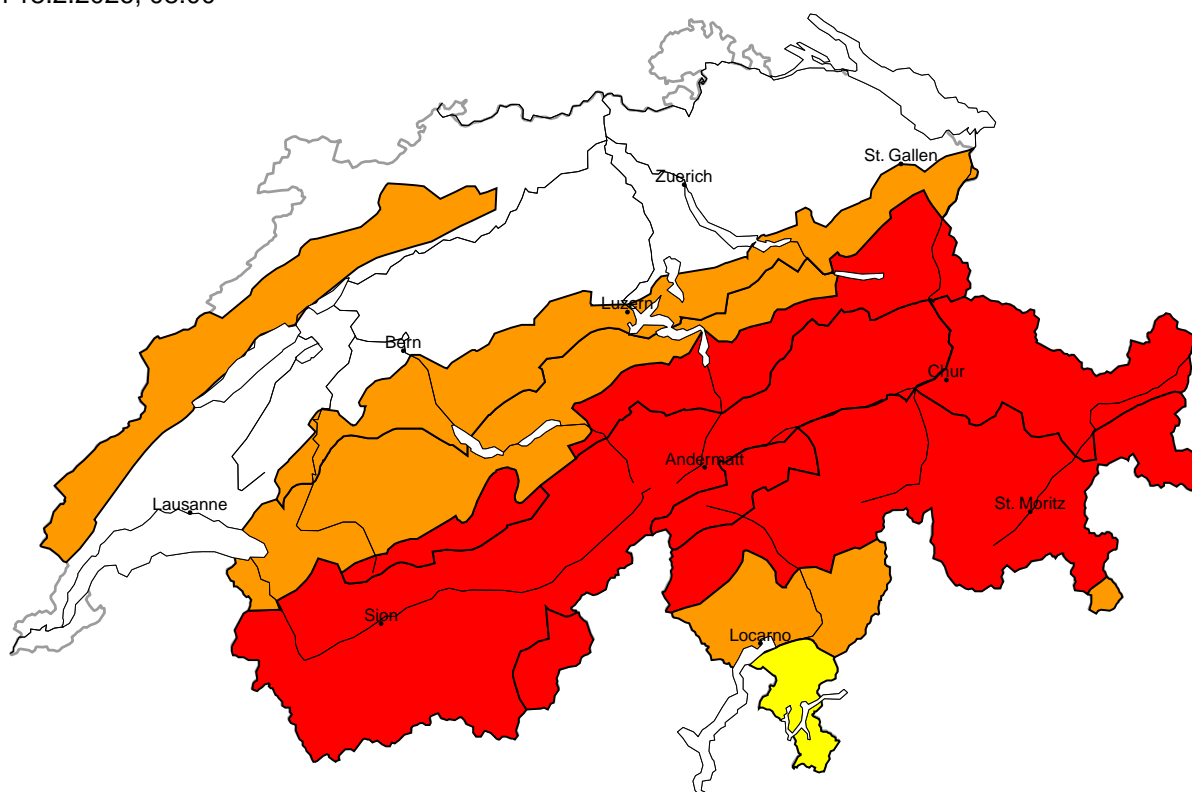 St. Gallen
Zuerich
Luzern
Bern
Chur
Andermatt
Lausanne
St. Moritz
Sion
Locarno